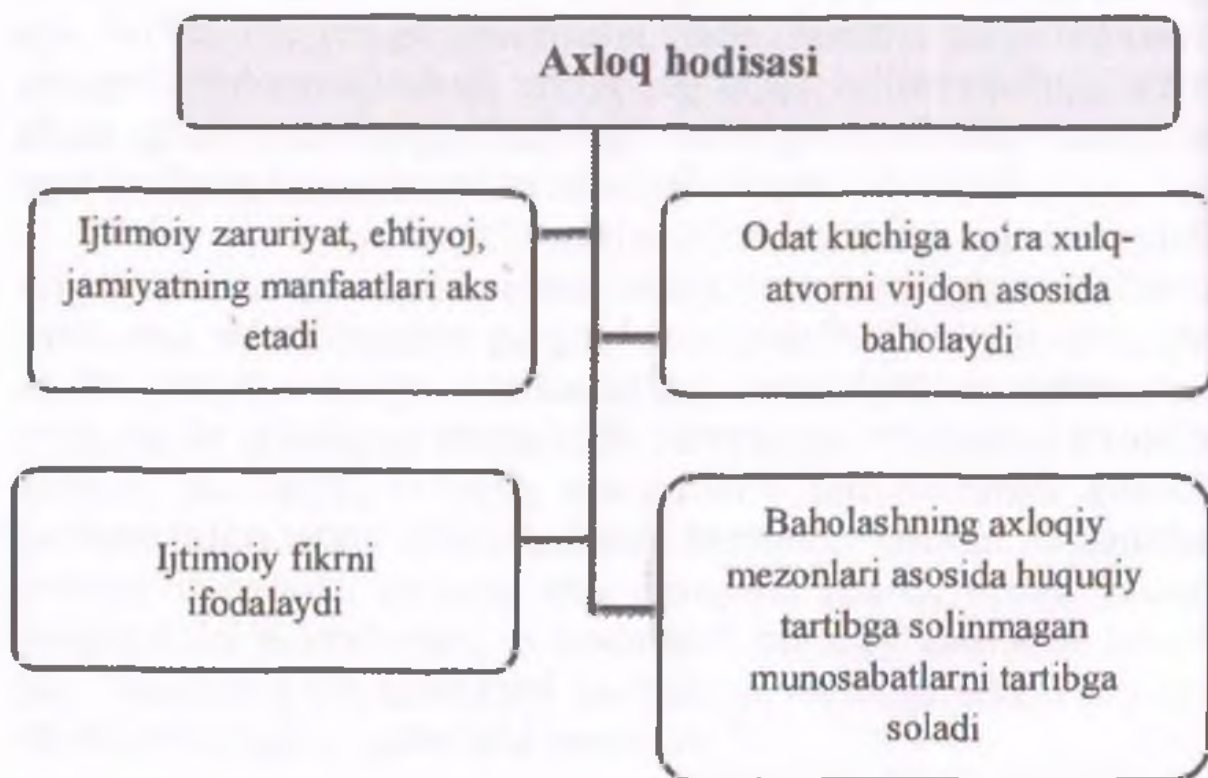 Axloq hodisasi
Ijtimoiy zaruriyat, ehtiyoj,
jamiyatning manfaatlari aks
etadi
Odat kuchiga ko‘ra xulq-
atvorni vijdon asosida
baholaydi
Ijtimoiy fikrni
ifodalaydi
Baholashning axloqiy
mezonlari asosida huquqiy
tartibga solinmagan
munosabatlarni tartibga
soladi